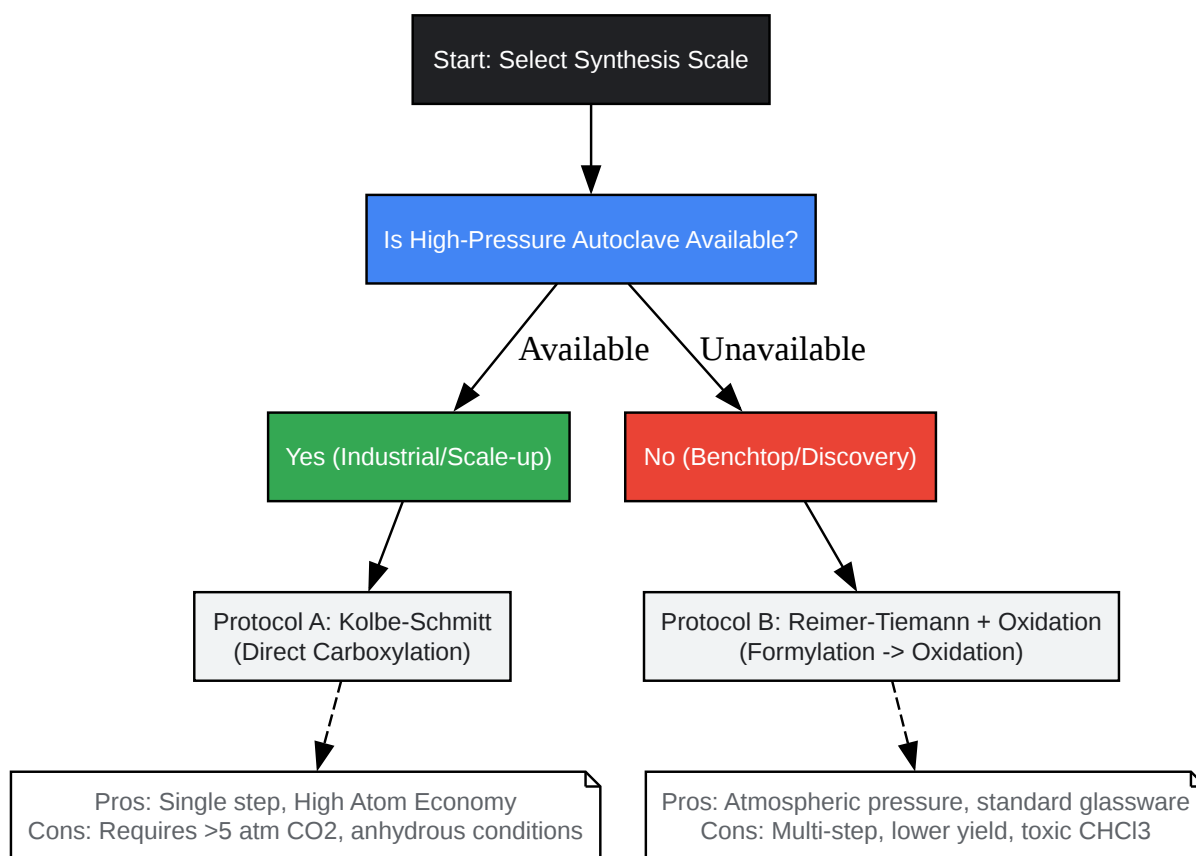 Start: Select Synthesis Scale
Is High-Pressure Autoclave Available?
Available
Unavailable
Yes (Industrial/Scale-up)
No (Benchtop/Discovery)
Protocol A: Kolbe-Schmitt
(Direct Carboxylation)
Protocol B: Reimer-Tiemann + Oxidation
(Formylation -> Oxidation)
Pros: Single step, High Atom Economy
Cons: Requires >5 atm CO2, anhydrous conditions
Pros: Atmospheric pressure, standard glassware
Cons: Multi-step, lower yield, toxic CHCl3